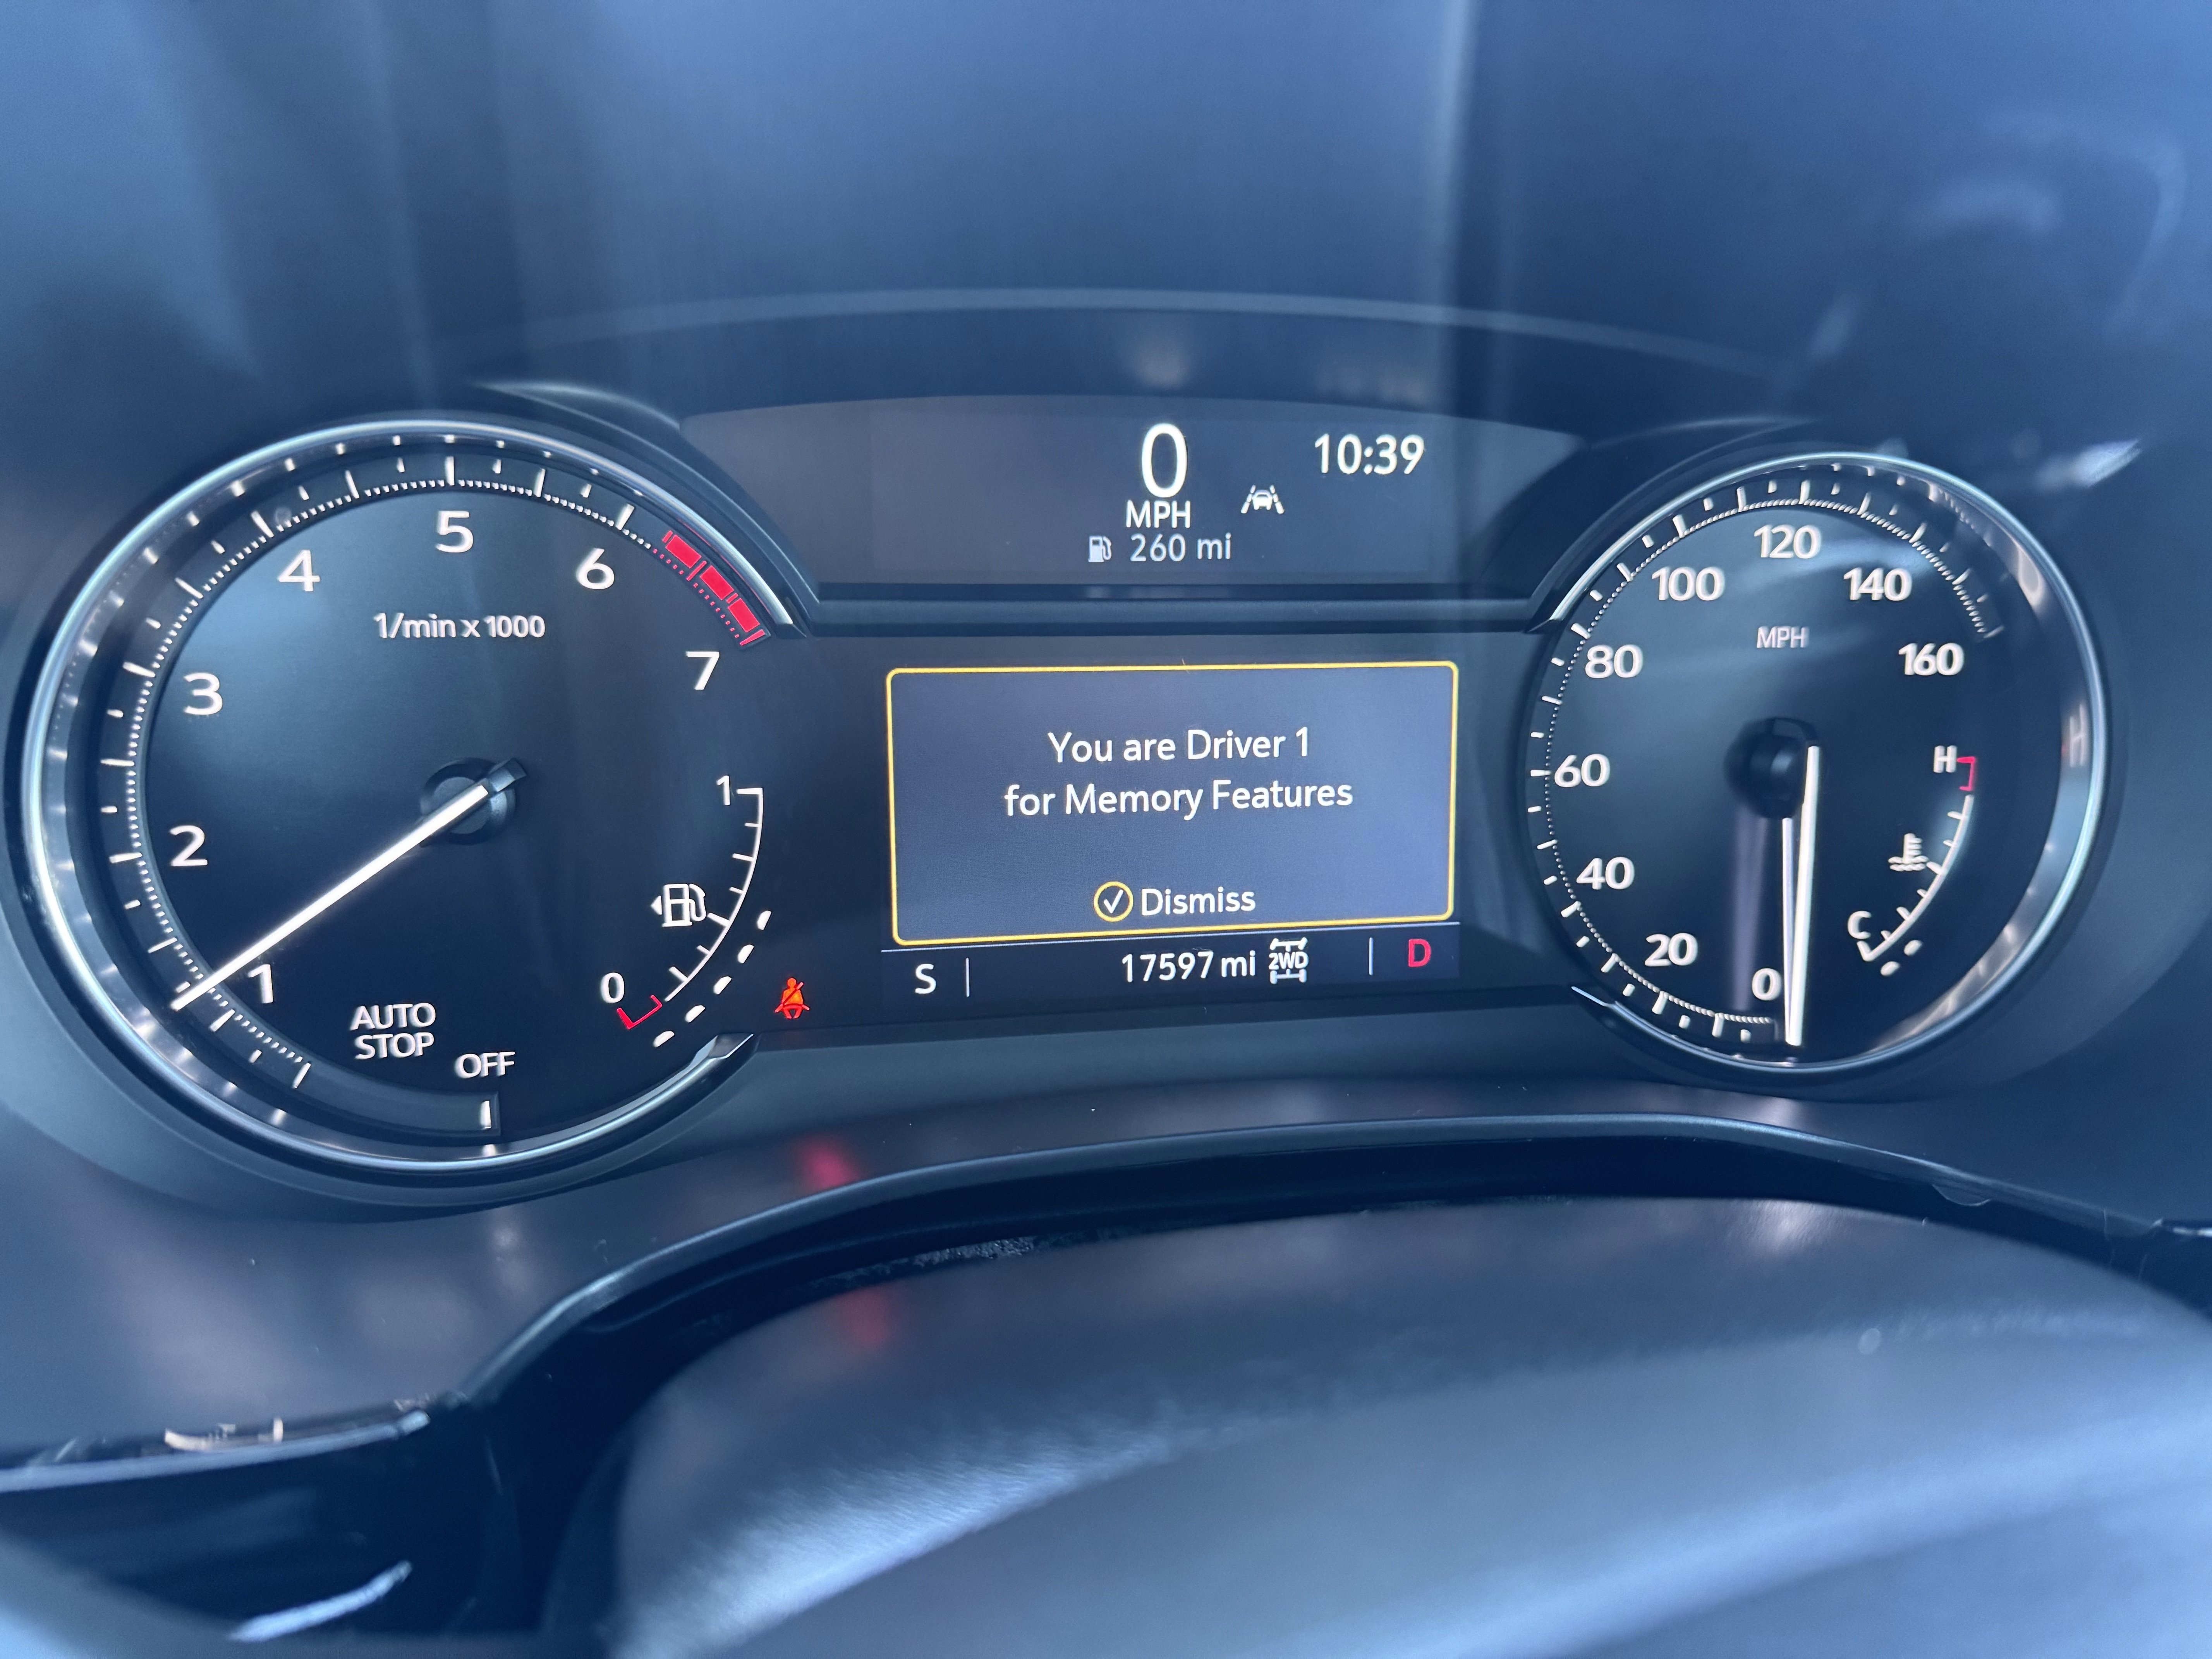 0
MPH
10:39
260 mi
5
4
6
1/min x 1000
3
7
2
1
1
0
AUTO
STOP
OFF
You are Driver 1
for Memory Features
Dismiss
S
17597 mi
2WD
D
120
100
140
MPH
80
160
60
H
40
C
20
0